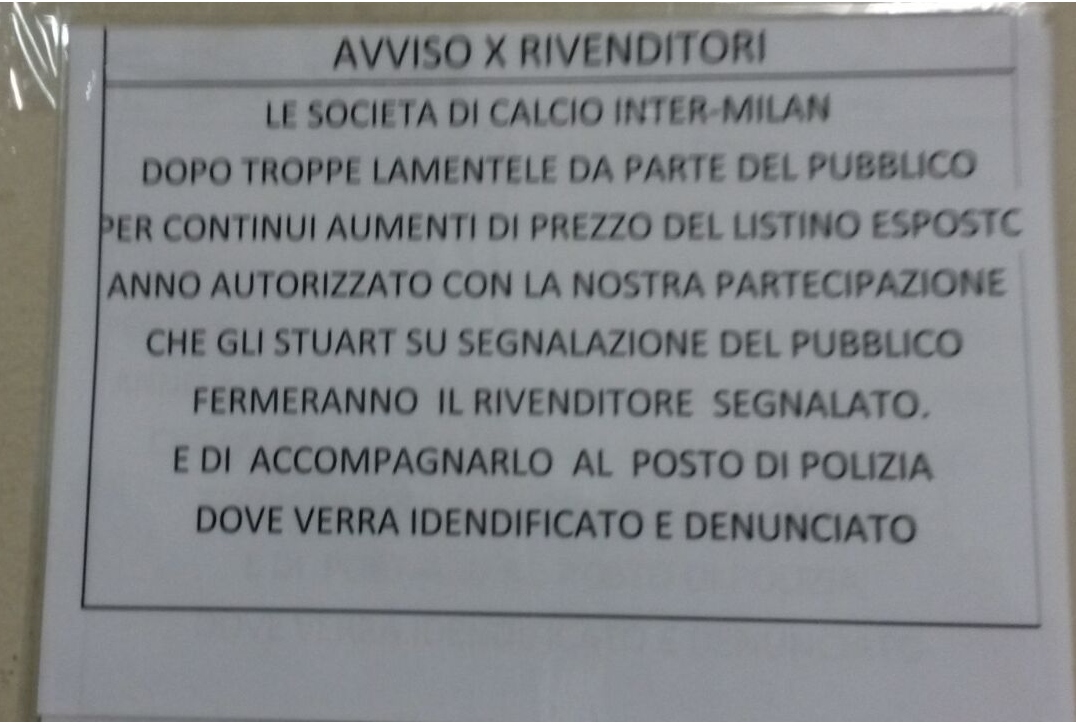 AVVISO X RIVENDITORI
LE SOCIETA DI CALCIO INTER-MILAN
DOPO TROPPE LAMENTELE DA PARTE DEL PUBBLICO
PER CONTINUI AUMENTI DI PREZZO DEL LISTINO ESPOSTO
ANNO AUTORIZZATO CON LA NOSTRA PARTECIPAZIONE
CHE GLI STUART SU SEGNALAZIONE DEL PUBBLICO
FERMERANNO IL RIVENDITORE SEGNALATO.
E DI ACCOMPAGNARLO AL POSTO DI POLIZIA
DOVE VERRA IDENDIFICATO E DENUNCIATO